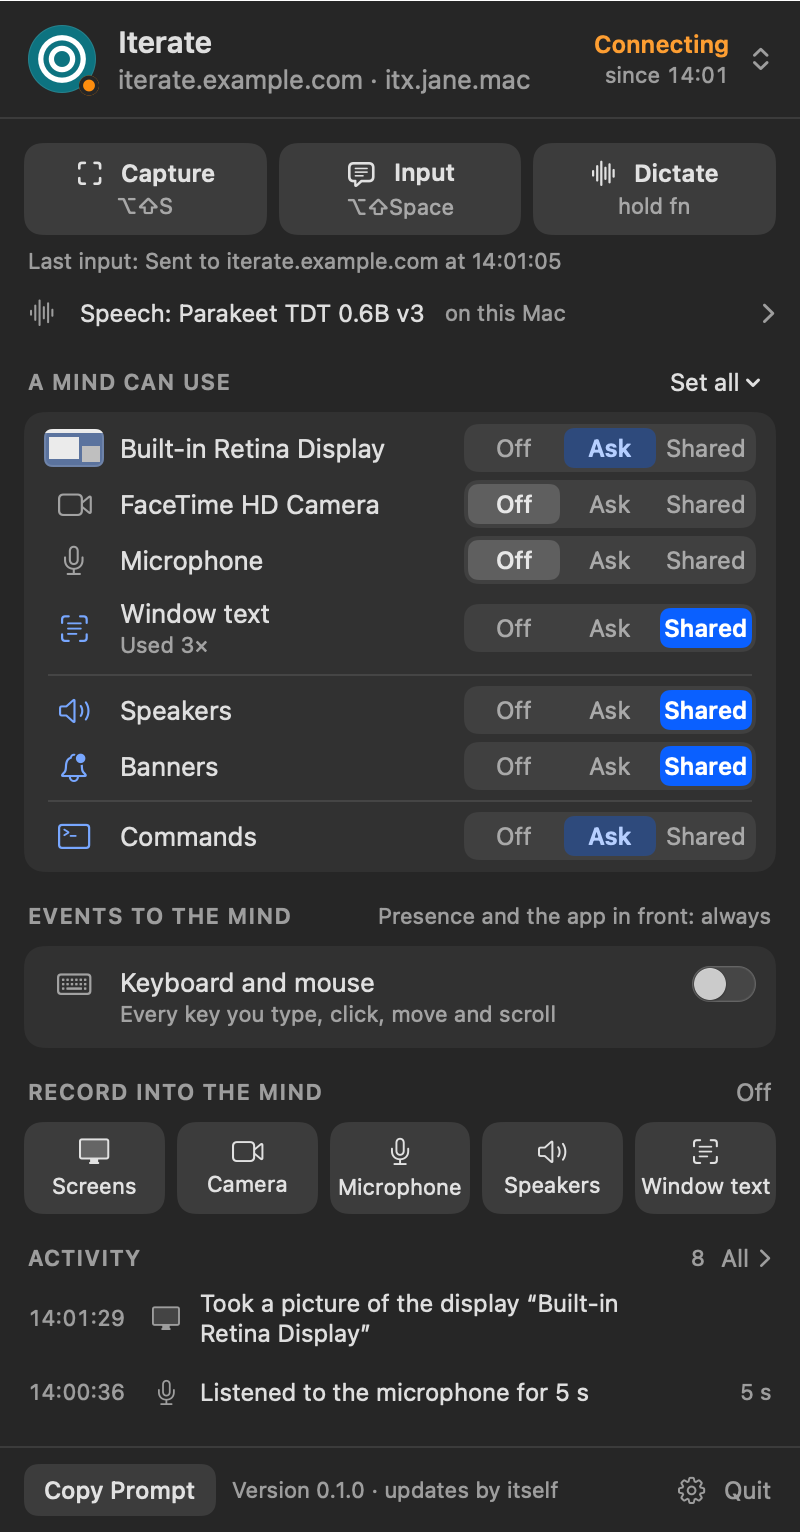 Iterate
iterate.example.com · itx.jane.mac
Connecting
since 14:01
Capture
⌥⇧S
Input
⌥⇧Space
Dictate
hold fn
Last input: Sent to iterate.example.com at 14:01:05
Speech: Parakeet TDT 0.6B v3 on this Mac
A MIND CAN USE
Set all
Built-in Retina Display Off Ask Shared
FaceTime HD Camera Off Ask Shared
Microphone Off Ask Shared
Window text Off Ask Shared
Used 3×
Speakers Off Ask Shared
Banners Off Ask Shared
Commands Off Ask Shared
EVENTS TO THE MIND Presence and the app in front: always
Keyboard and mouse
Every key you type, click, move and scroll
RECORD INTO THE MIND Off
Screens
Camera
Microphone
Speakers
Window text
ACTIVITY 8 All
14:01:29 Took a picture of the display “Built-in
Retina Display”
14:00:36 Listened to the microphone for 5 s 5 s
Copy Prompt Version 0.1.0 · updates by itself Quit